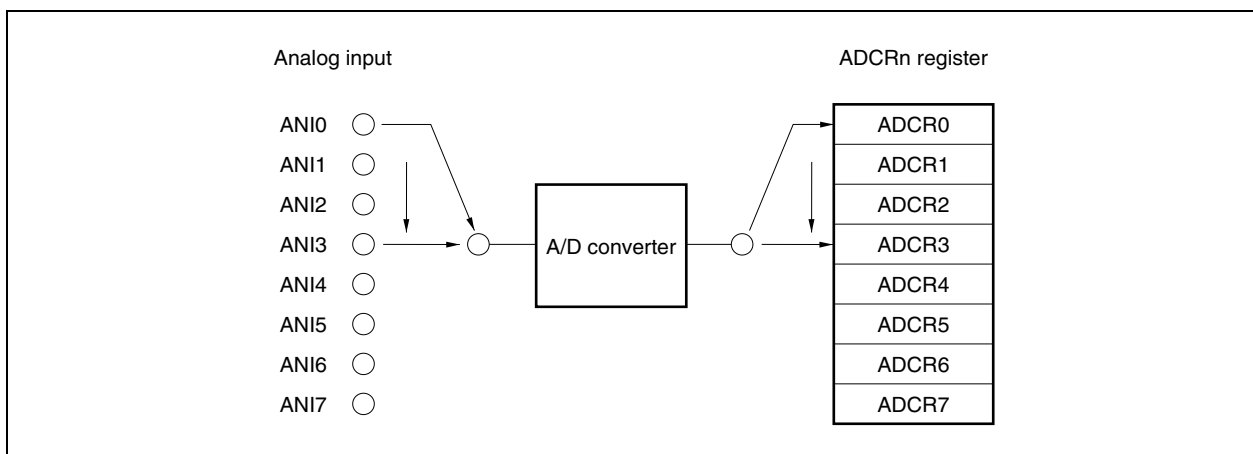 Analog input
ADCRn register
ANI0
ANI1
ANI2
ANI3
ANI4
ANI5
ANI6
ANI7
A/D converter
ADCR0
ADCR1
ADCR2
ADCR3
ADCR4
ADCR5
ADCR6
ADCR7